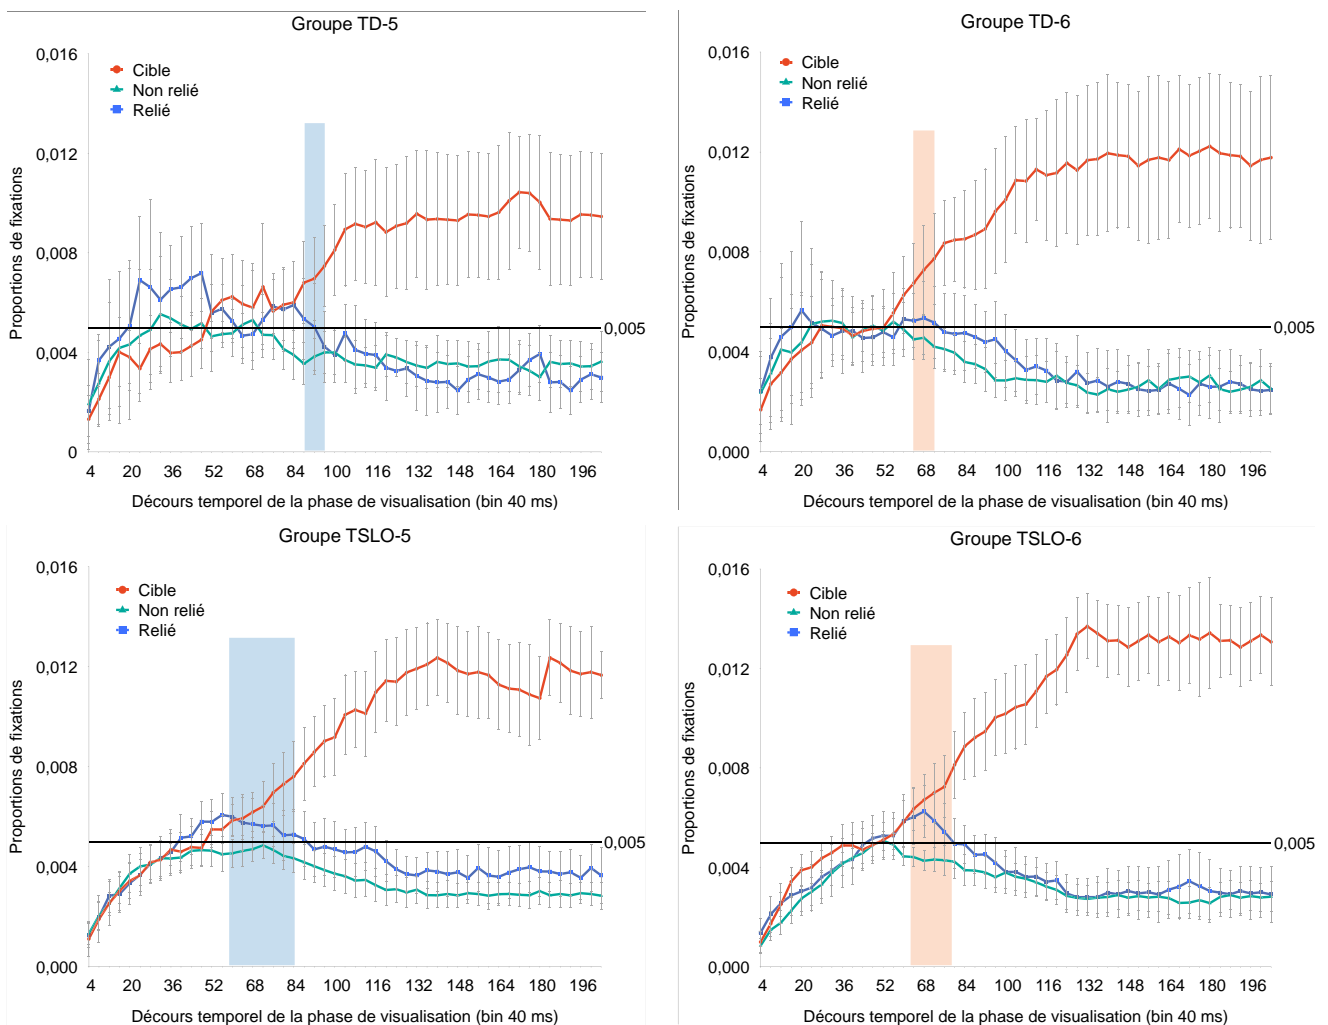 Groupe TD-5
0,016
0,012
0,008
0,004
0
Proportions de fixations
Cible
Non relié
Relié
0,005
4 20 36 52 68 84 100 116 132 148 164 180 196
Décours temporel de la phase de visualisation (bin 40 ms)
Groupe TD-6
0,016
0,012
0,008
0,004
0,000
Proportions de fixations
Cible
Non relié
Relié
0,005
4 20 36 52 68 84 100 116 132 148 164 180 196
Décours temporel de la phase de visualisation (bin 40 ms)
Groupe TSLO-5
0,016
0,012
0,008
0,004
0,000
Proportions de fixations
Cible
Non relié
Relié
0,005
4 20 36 52 68 84 100 116 132 148 164 180 196
Décours temporel de la phase de visualisation (bin 40 ms)
Groupe TSLO-6
0,016
0,012
0,008
0,004
0,000
Proportions de fixations
Cible
Non relié
Relié
0,005
4 20 36 52 68 84 100 116 132 148 164 180 196
Décours temporel de la phase de visualisation (bin 40 ms)